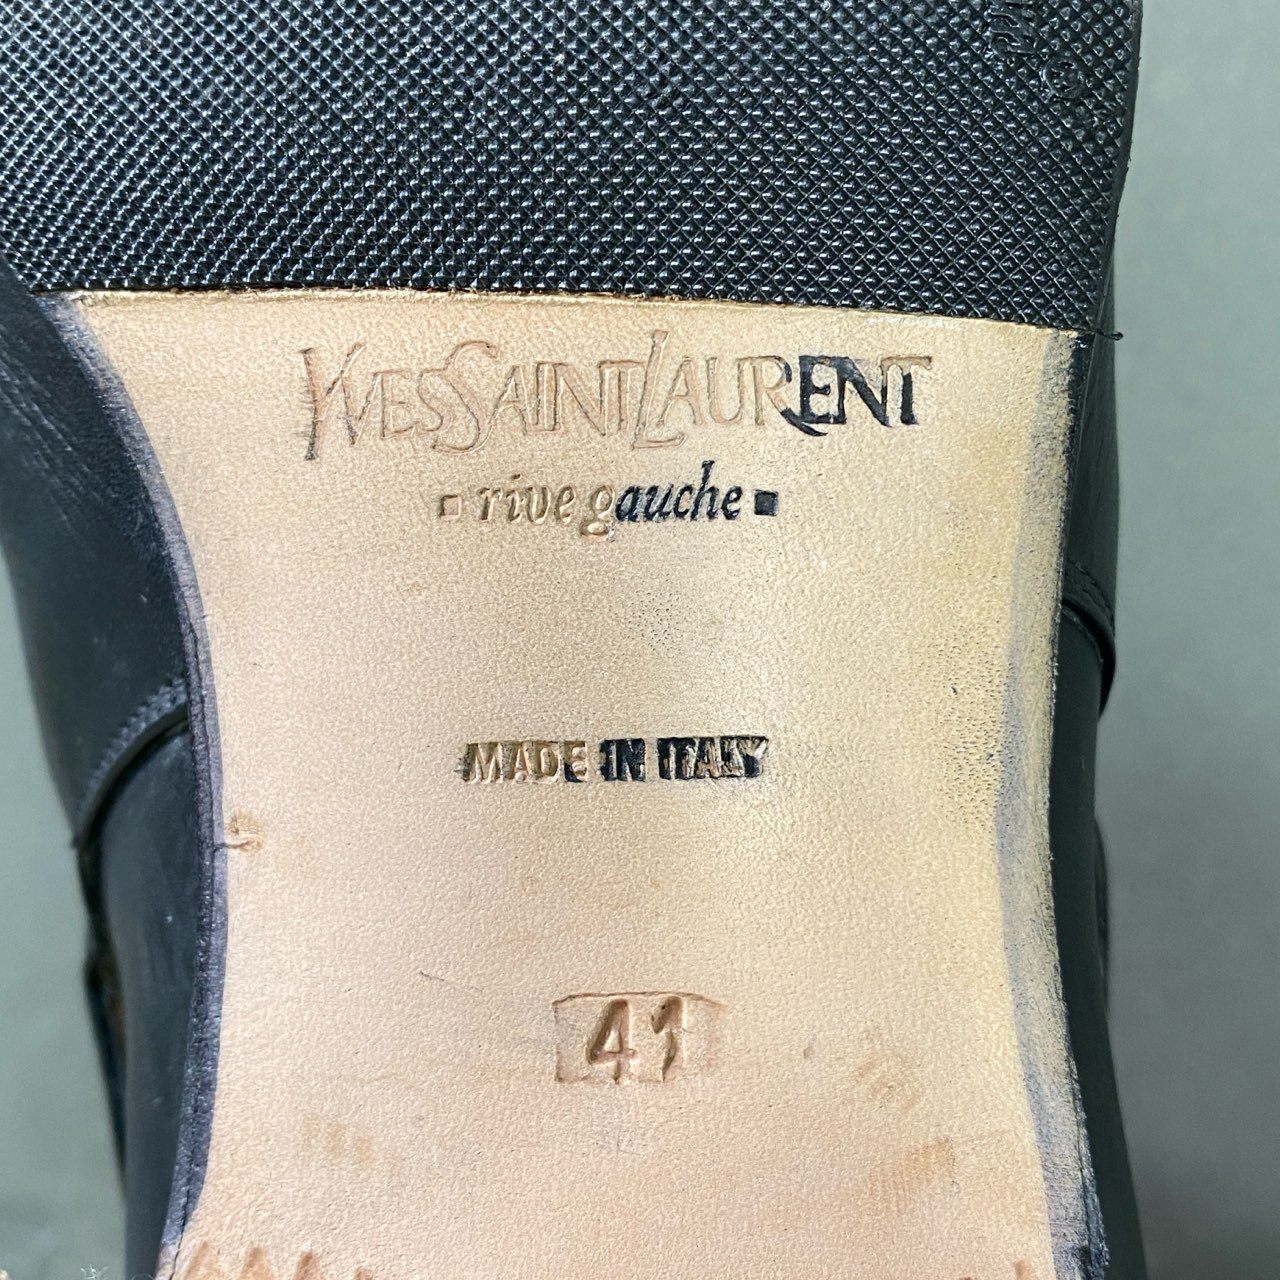 YVESSAINTLAURENT
rive gauche
MADE IN ITALY
41